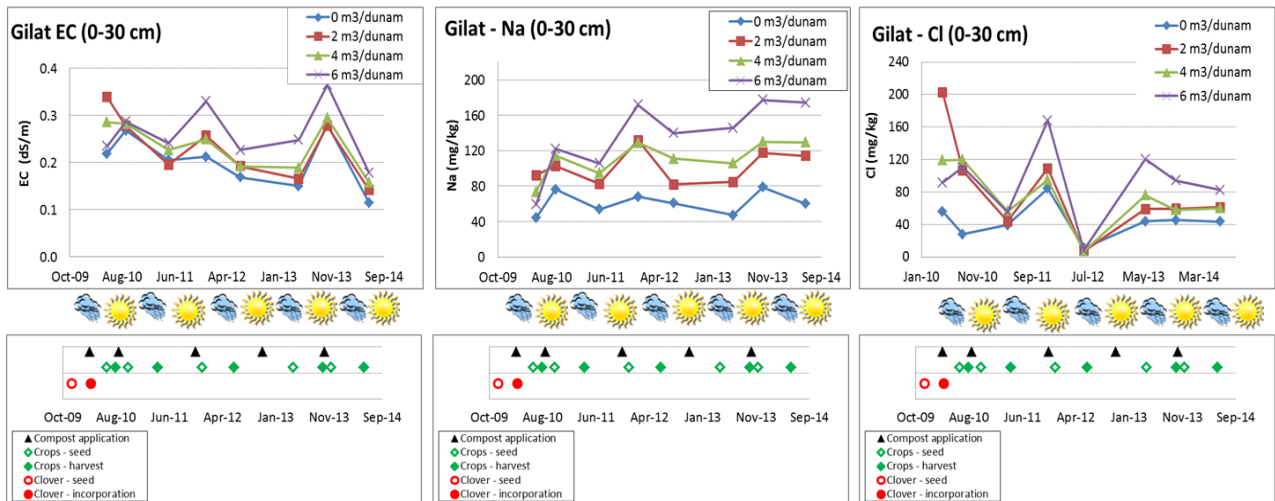 Gilat EC (0-30 cm)
0 m3/dunam
2 m3/dunam
4 m3/dunam
6 m3/dunam
EC (dS/m)
0.4
0.3
0.2
0.1
0.0
Oct-09 Aug-10 Jun-11 Apr-12 Jan-13 Nov-13 Sep-14
Oct-09 Aug-10 Jun-11 Apr-12 Jan-13 Nov-13 Sep-14
Compost application
Crops - seed
Crops - harvest
Clover - seed
Clover - incorporation
Gilat - Na (0-30 cm)
0 m3/dunam
2 m3/dunam
4 m3/dunam
6 m3/dunam
Na (mg/kg)
200
160
120
80
40
0
Oct-09 Aug-10 Jun-11 Apr-12 Jan-13 Nov-13 Sep-14
Oct-09 Aug-10 Jun-11 Apr-12 Jan-13 Nov-13 Sep-14
Compost application
Crops - seed
Crops - harvest
Clover - seed
Clover - incorporation
Gilat - Cl (0-30 cm)
0 m3/dunam
2 m3/dunam
4 m3/dunam
6 m3/dunam
Cl (mg/kg)
240
200
160
120
80
40
0
Jan-10 Nov-10 Sep-11 Jul-12 May-13 Mar-14
Oct-09 Aug-10 Jun-11 Apr-12 Jan-13 Nov-13 Sep-14
Compost application
Crops - seed
Crops - harvest
Clover - seed
Clover - incorporation